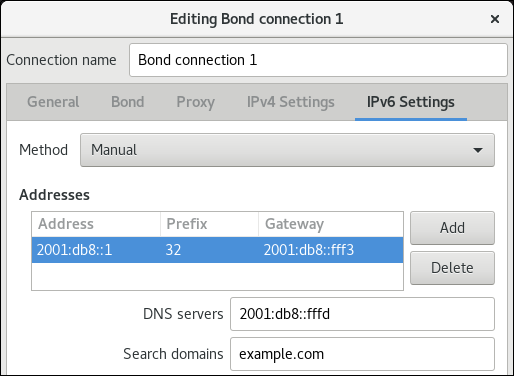 Editing Bond connection 1 ×
Connection name Bond connection 1
General Bond Proxy IPv4 Settings IPv6 Settings
Method Manual
Addresses
Address Prefix Gateway
Add
2001:db8::1 32 2001:db8::fff3
Delete
DNS servers 2001:db8::fffd
Search domains example.com